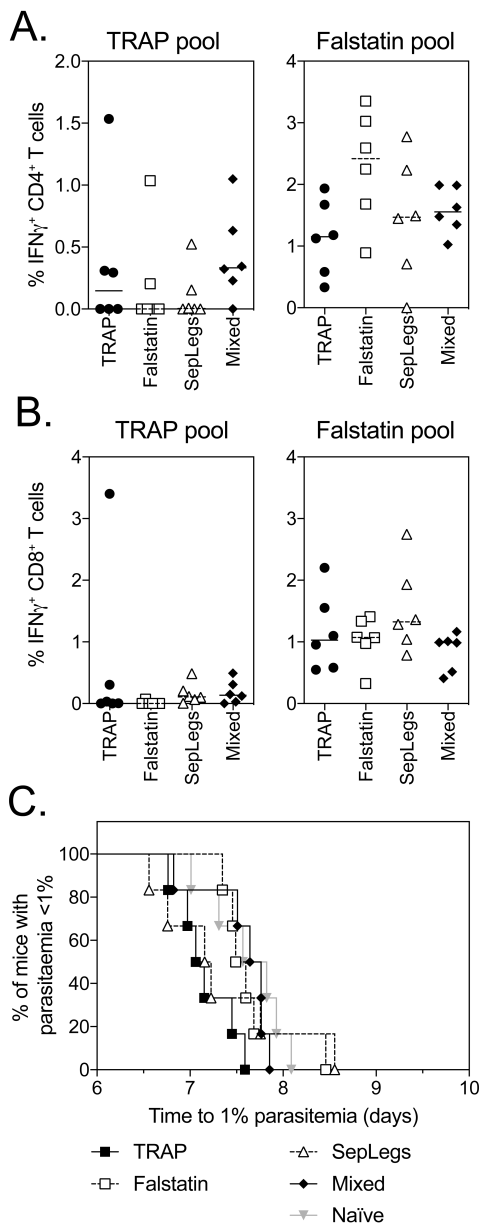 A.
TRAP pool
Falstatin pool
% IFNγ+ CD4+ T cells
2.0
1.5
1.0
0.5
0.0
4
3
2
1
0
TRAP
Falstatin
SepLegs
Mixed
TRAP
Falstatin
SepLegs
Mixed
B.
TRAP pool
Falstatin pool
% IFNγ+ CD8+ T cells
4
3
2
1
0
4
3
2
1
0
TRAP
Falstatin
SepLegs
Mixed
TRAP
Falstatin
SepLegs
Mixed
C.
% of mice with
parasitaemia <1%
100
80
60
40
20
0
6
7
8
9
10
Time to 1% parasitemia (days)
TRAP
Falstatin
SepLegs
Mixed
Naïve